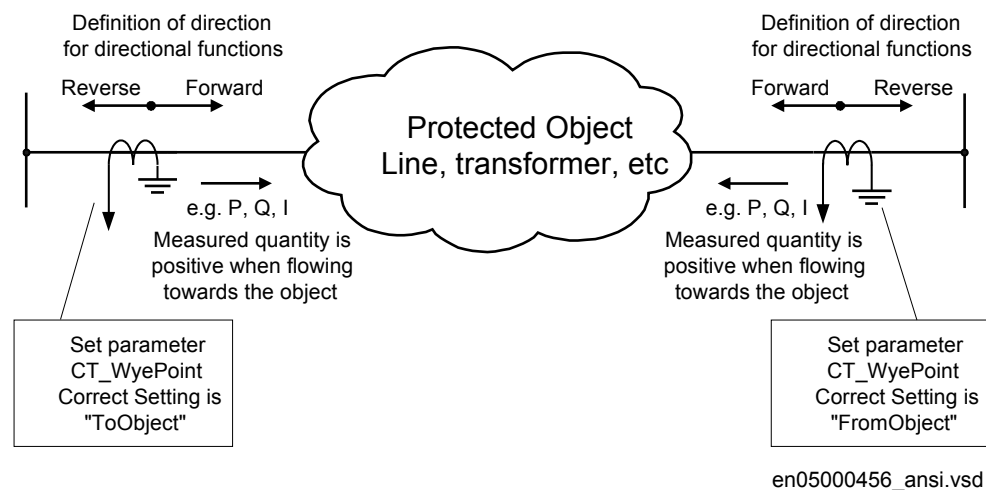 Definition of direction
for directional functions
Reverse
Forward
Definition of direction
for directional functions
Forward
Reverse
Protected Object
Line, transformer, etc
e.g. P, Q, I
Measured quantity is
positive when flowing
towards the object
e.g. P, Q, I
Measured quantity is
positive when flowing
towards the object
Set parameter
CT_WyePoint
Correct Setting is
"ToObject"
Set parameter
CT_WyePoint
Correct Setting is
"FromObject"
en05000456_ansi.vsd